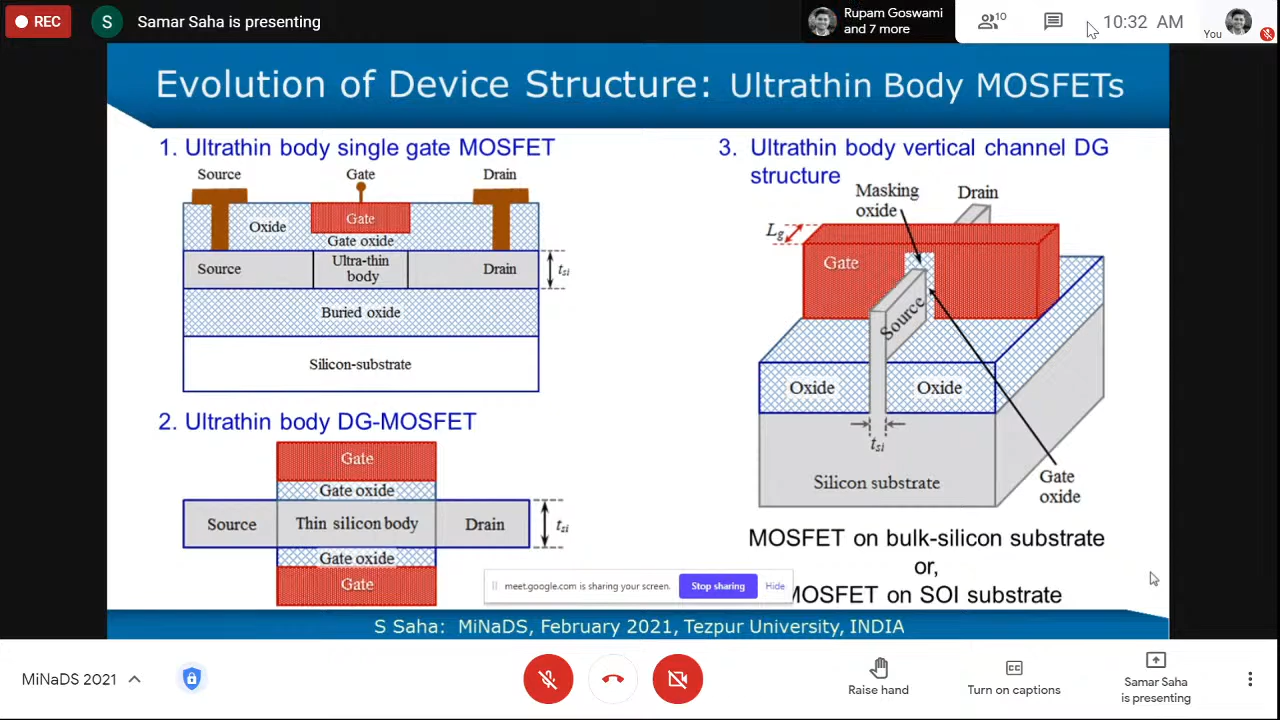 REC
S
Samar Saha is presenting
Rupam Goswami
and 7 more
10
10:32 AM
You
Evolution of Device Structure: Ultrathin Body MOSFETs
1. Ultrathin body single gate MOSFET
Source
Gate
Drain
Oxide
Gate
Gate oxide
Source
Ultra-thin
body
Drain
tsi
Buried oxide
Silicon-substrate
2. Ultrathin body DG-MOSFET
Gate
Gate oxide
Source
Thin silicon body
Drain
tsi
Gate oxide
Gate
3. Ultrathin body vertical channel DG
structure
Masking
oxide
Drain
Lg
Gate
Source
Oxide
Oxide
tsi
Silicon substrate
Gate
oxide
MOSFET on bulk-silicon substrate
or,
MOSFET on SOI substrate
meet.google.com is sharing your screen.
Stop sharing
Hide
S Saha: MiNaDS, February 2021, Tezpur University, INDIA
MiNaDS 2021
Raise hand
CC
Turn on captions
Samar Saha
is presenting